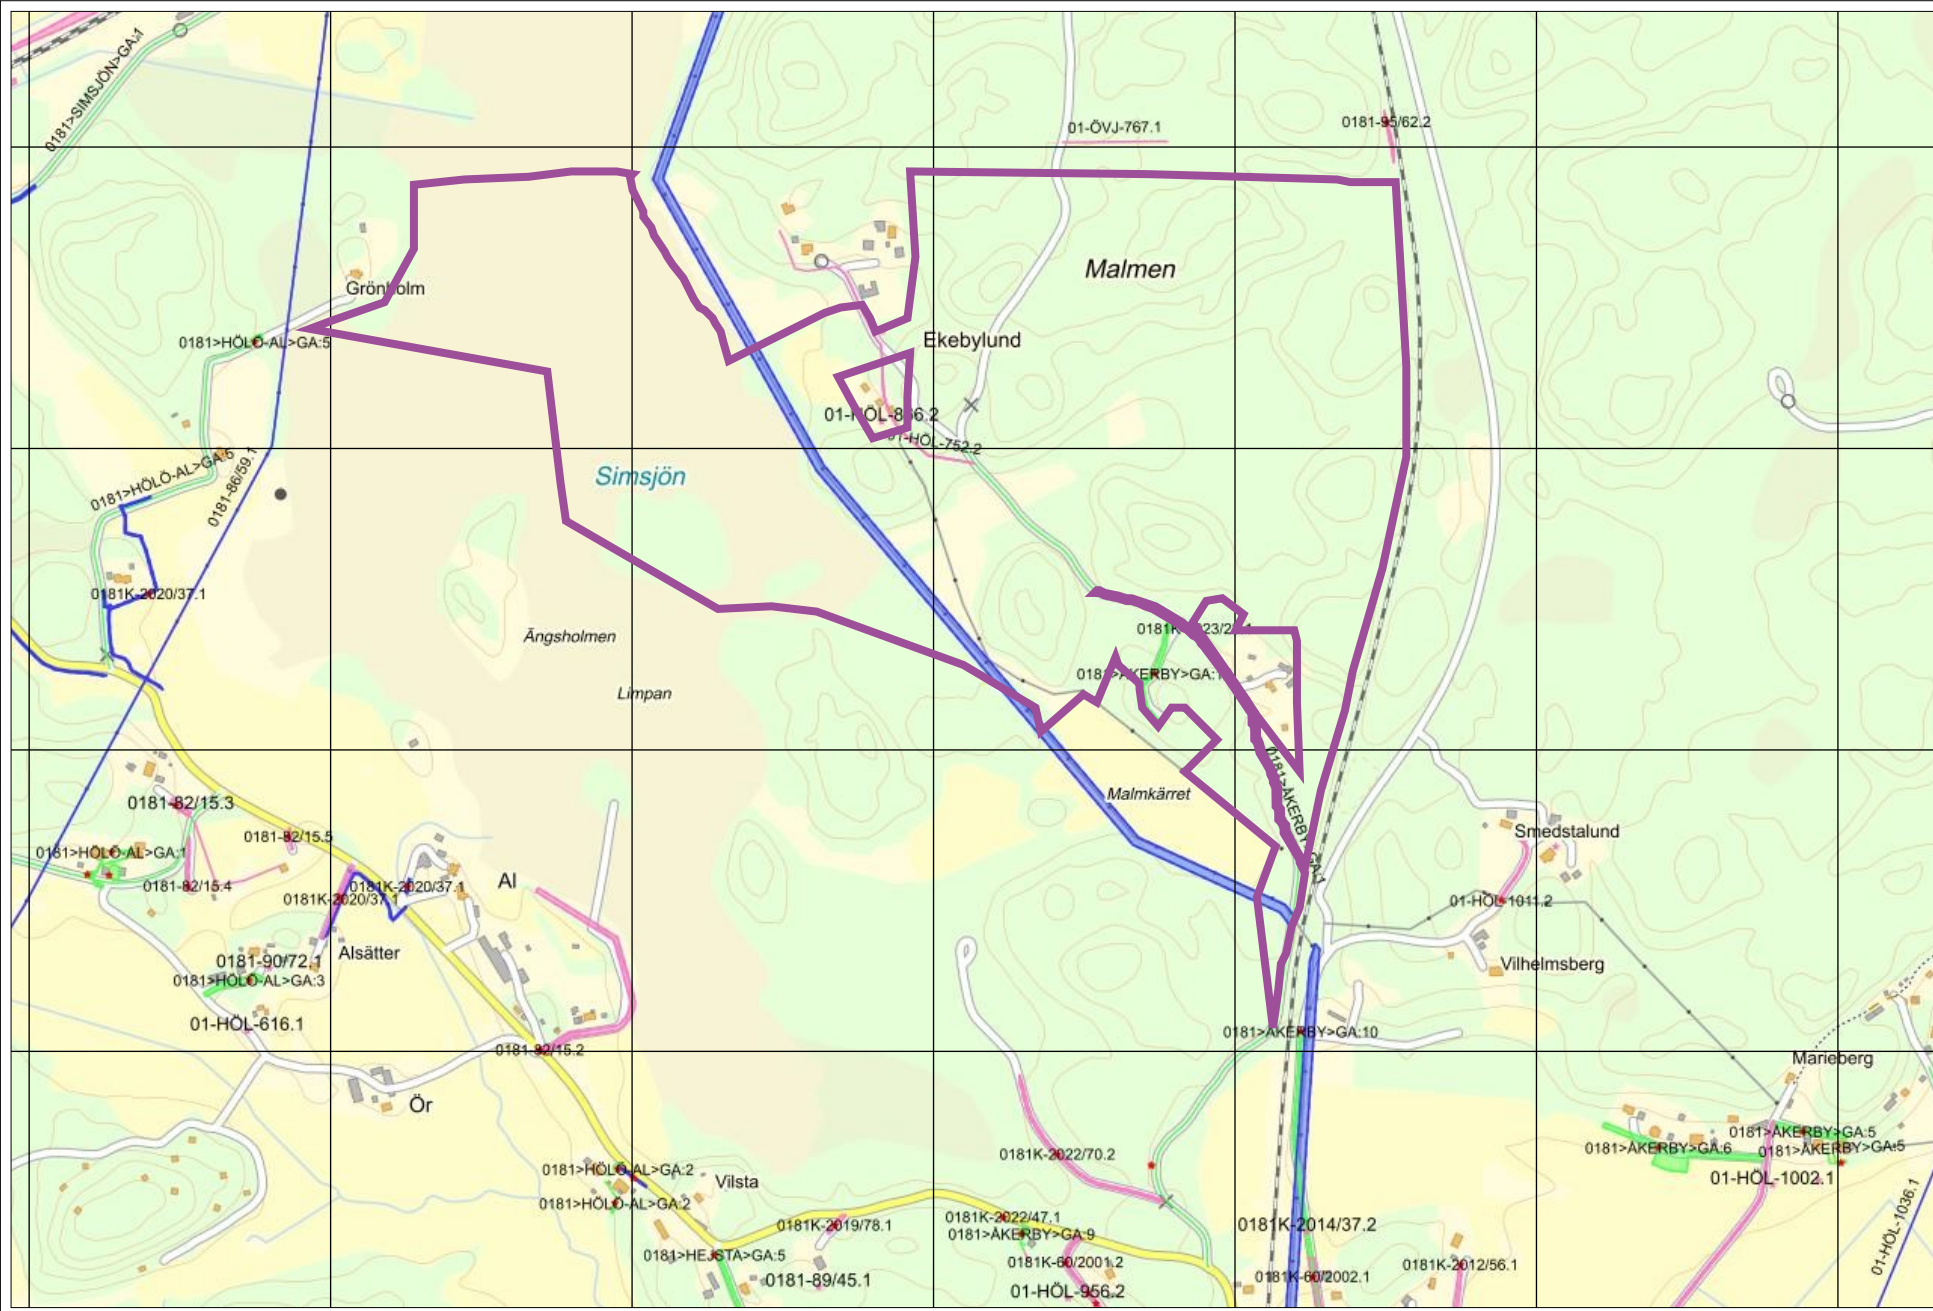 0181>SIMSJÖN>GA:1
01-ÖVJ-767.1
0181-95/62.2
Malmen
Grönholm
0181>HÖLÖ-AL>GA:5
Ekebylund
01-HÖL-866.2
01-HÖL-752.2
0181>HÖLÖ-AL>GA:5
0181-86/59.1
Simsjön
0181K-2020/37.1
Ängsholmen
Limpan
0181>ÅKERBY>GA:1
Malmkärret
0181>ÅKERBY>GA:1
0181-82/15.3
0181-82/15.5
Smedstalund
0181>HÖLÖ-AL>GA:1
0181-82/15.4
0181K-2020/37.1
0181K-2020/37.1
Al
01-HÖL-1011.2
Alsätter
0181-90/72.1
0181>HÖLÖ-AL>GA:3
Vilhelmsberg
01-HÖL-616.1
0181>ÅKERBY>GA:10
0181-82/15.2
Marieberg
Ör
0181>ÅKERBY>GA:5
0181>ÅKERBY>GA:6
0181>ÅKERBY>GA:5
0181K-2022/70.2
0181>HÖLÖ-AL>GA:2
Vilsta
01-HÖL-1002.1
0181>HÖLÖ-AL>GA:2
0181K-2019/78.1
0181K-2022/47.1
0181>ÅKERBY>GA:9
0181K-2014/37.2
01-HÖL-1036.1
0181>HEJSTA>GA:5
0181K-60/2001.2
0181K-2012/56.1
0181-89/45.1
0181K-60/2002.1
01-HÖL-956.2